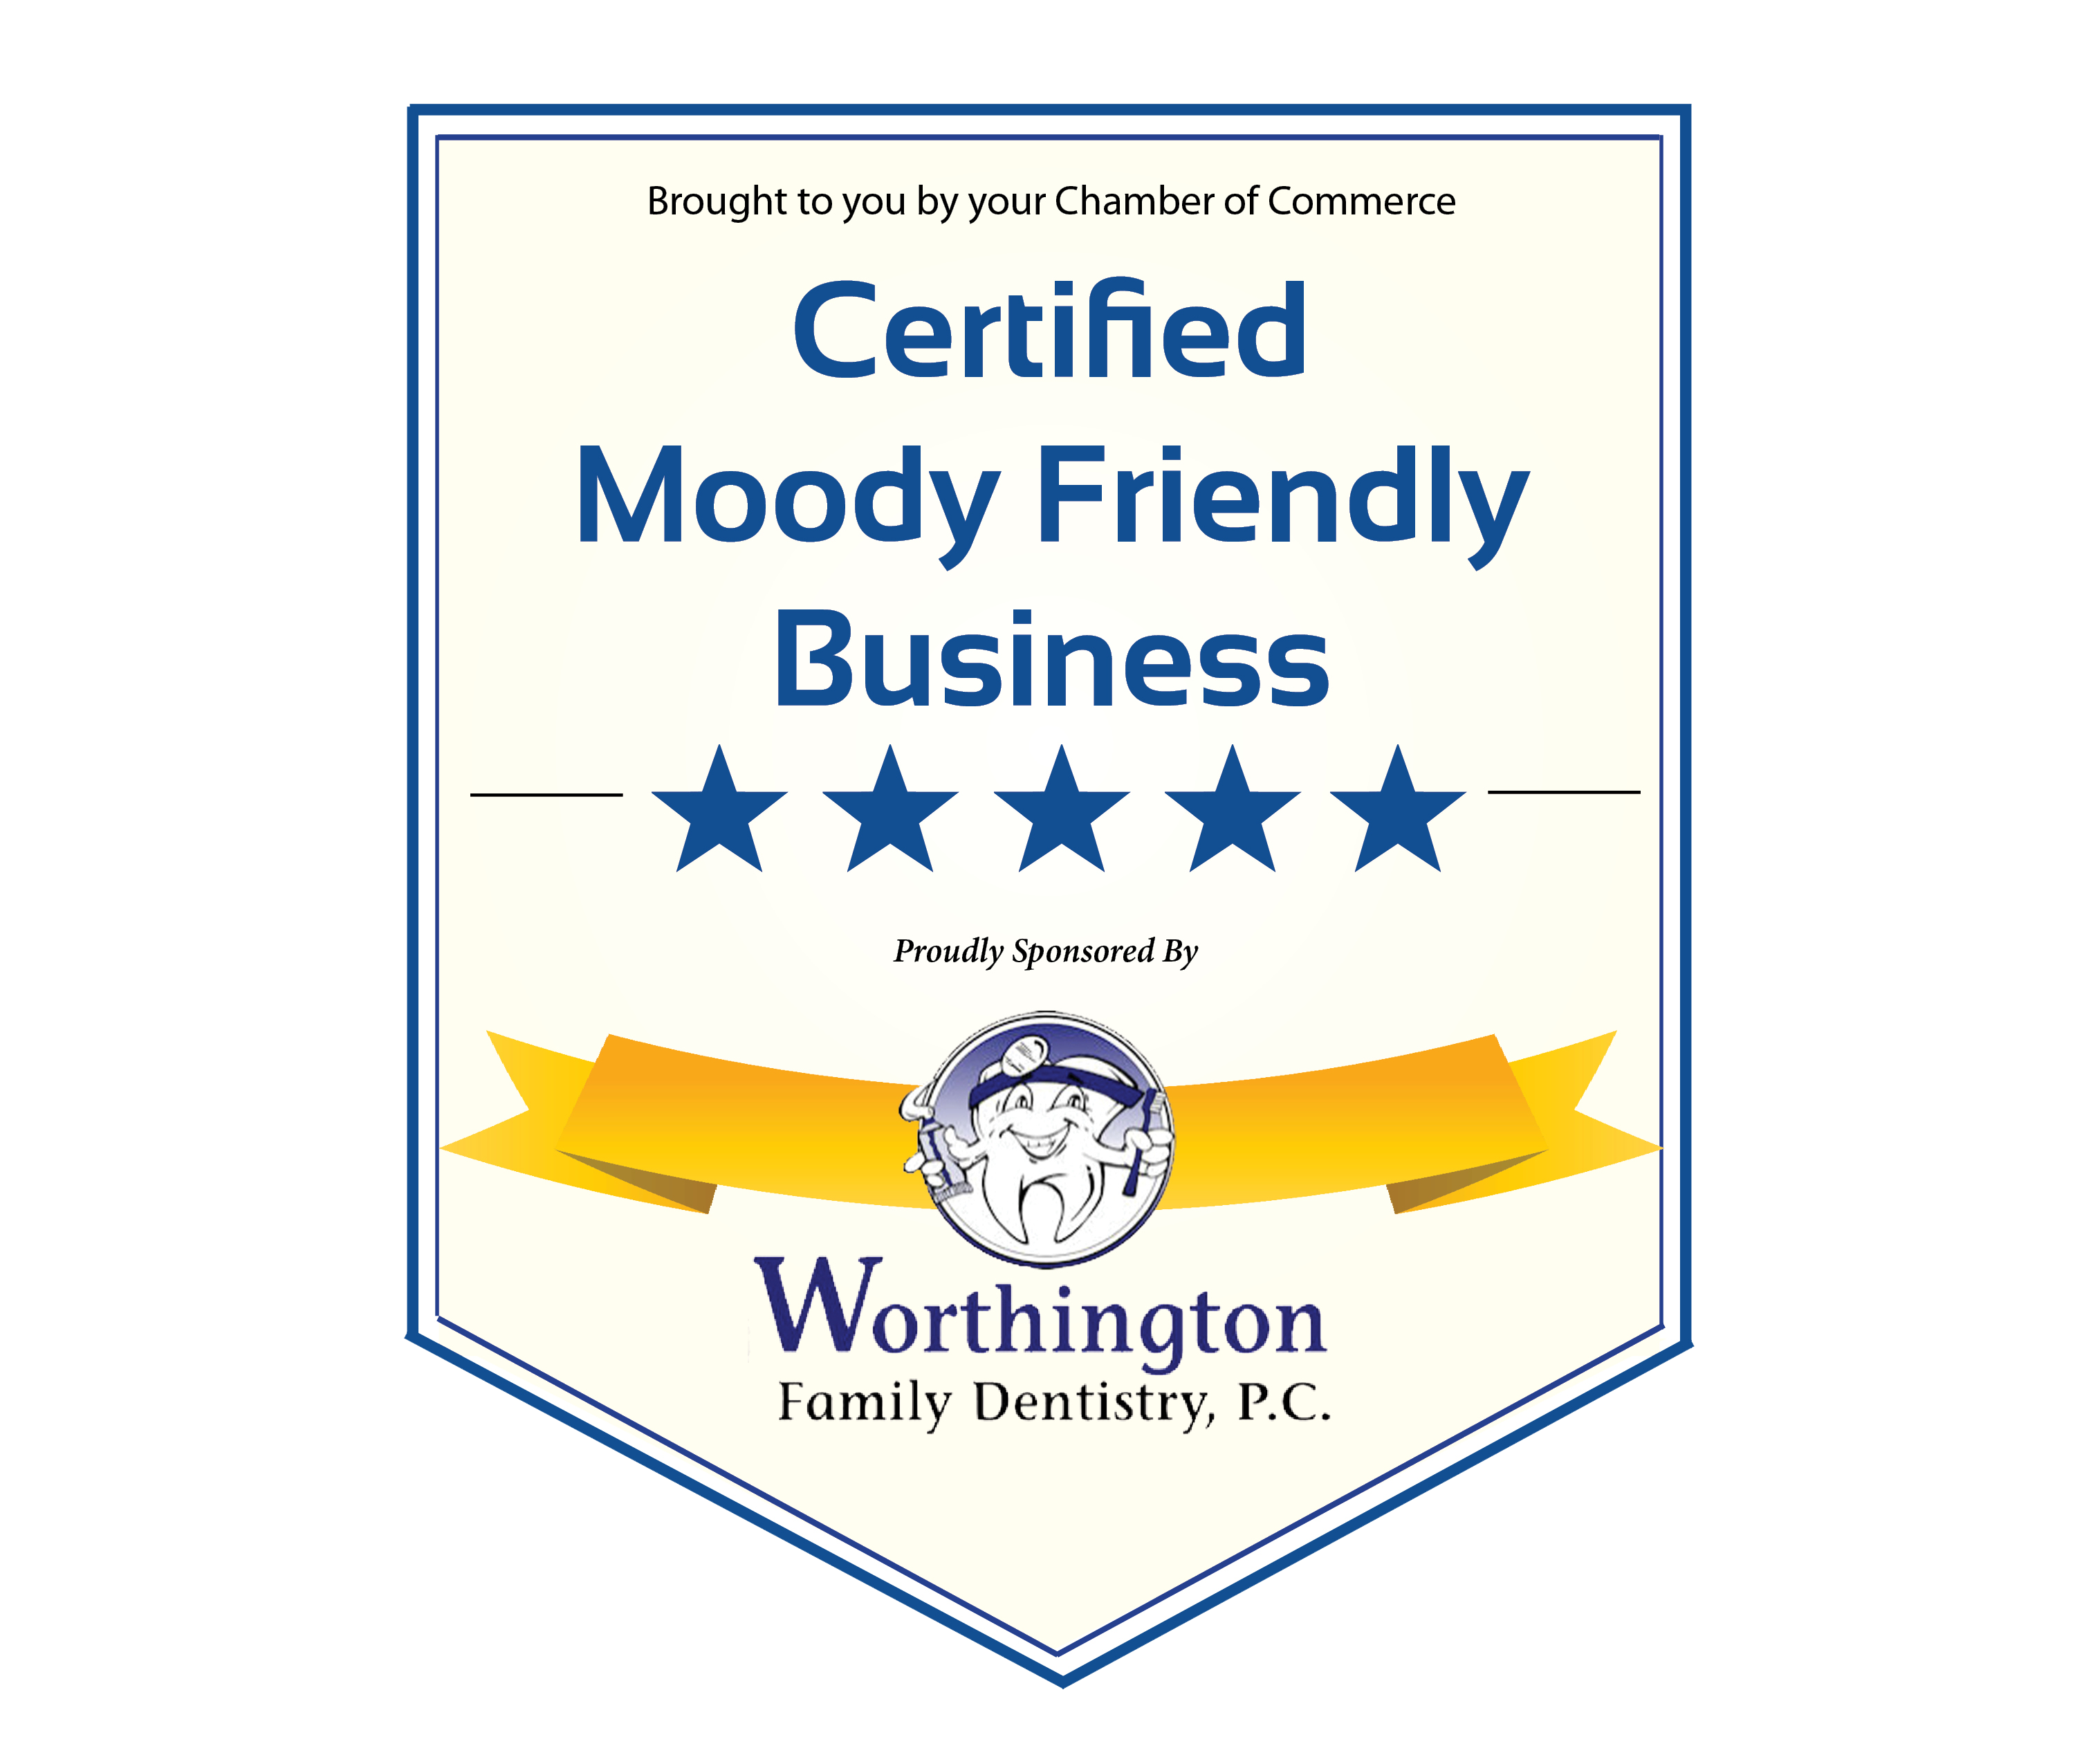 Brought to you by your Chamber of Commerce
Certified
Moody Friendly
Business
Proudly Sponsored By
Worthington
Family Dentistry, P.C.